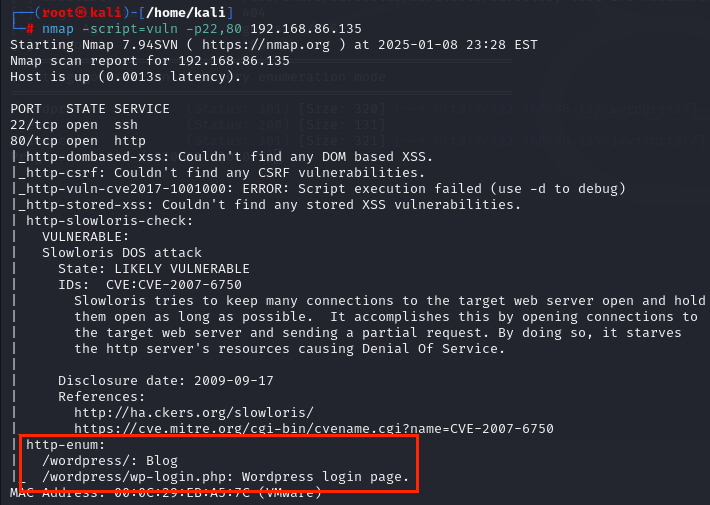 (root㉿kali)-[/home/kali]
# nmap -script=vuln -p22,80 192.168.86.135
Starting Nmap 7.94SVN ( https://nmap.org ) at 2025-01-08 23:28 EST
Nmap scan report for 192.168.86.135
Host is up (0.0013s latency).
PORT   STATE SERVICE
22/tcp open  ssh
80/tcp open  http
|_http-dombased-xss: Couldn't find any DOM based XSS.
|_http-csrf: Couldn't find any CSRF vulnerabilities.
|_http-vuln-cve2017-1001000: ERROR: Script execution failed (use -d to debug)
|_http-stored-xss: Couldn't find any stored XSS vulnerabilities.
| http-slowloris-check:
|   VULNERABLE:
|   Slowloris DOS attack
|     State: LIKELY VULNERABLE
|     IDs:  CVE:CVE-2007-6750
|       Slowloris tries to keep many connections to the target web server open and hold
|       them open as long as possible.  It accomplishes this by opening connections to
|       the target web server and sending a partial request. By doing so, it starves
|       the http server's resources causing Denial Of Service.
|
|     Disclosure date: 2009-09-17
|     References:
|       http://ha.ckers.org/slowloris/
|       https://cve.mitre.org/cgi-bin/cvename.cgi?name=CVE-2007-6750
| http-enum:
|   /wordpress/: Blog
|_  /wordpress/wp-login.php: Wordpress login page.
MAC Address: 00:0C:29:EB:A5:7C (VMware)